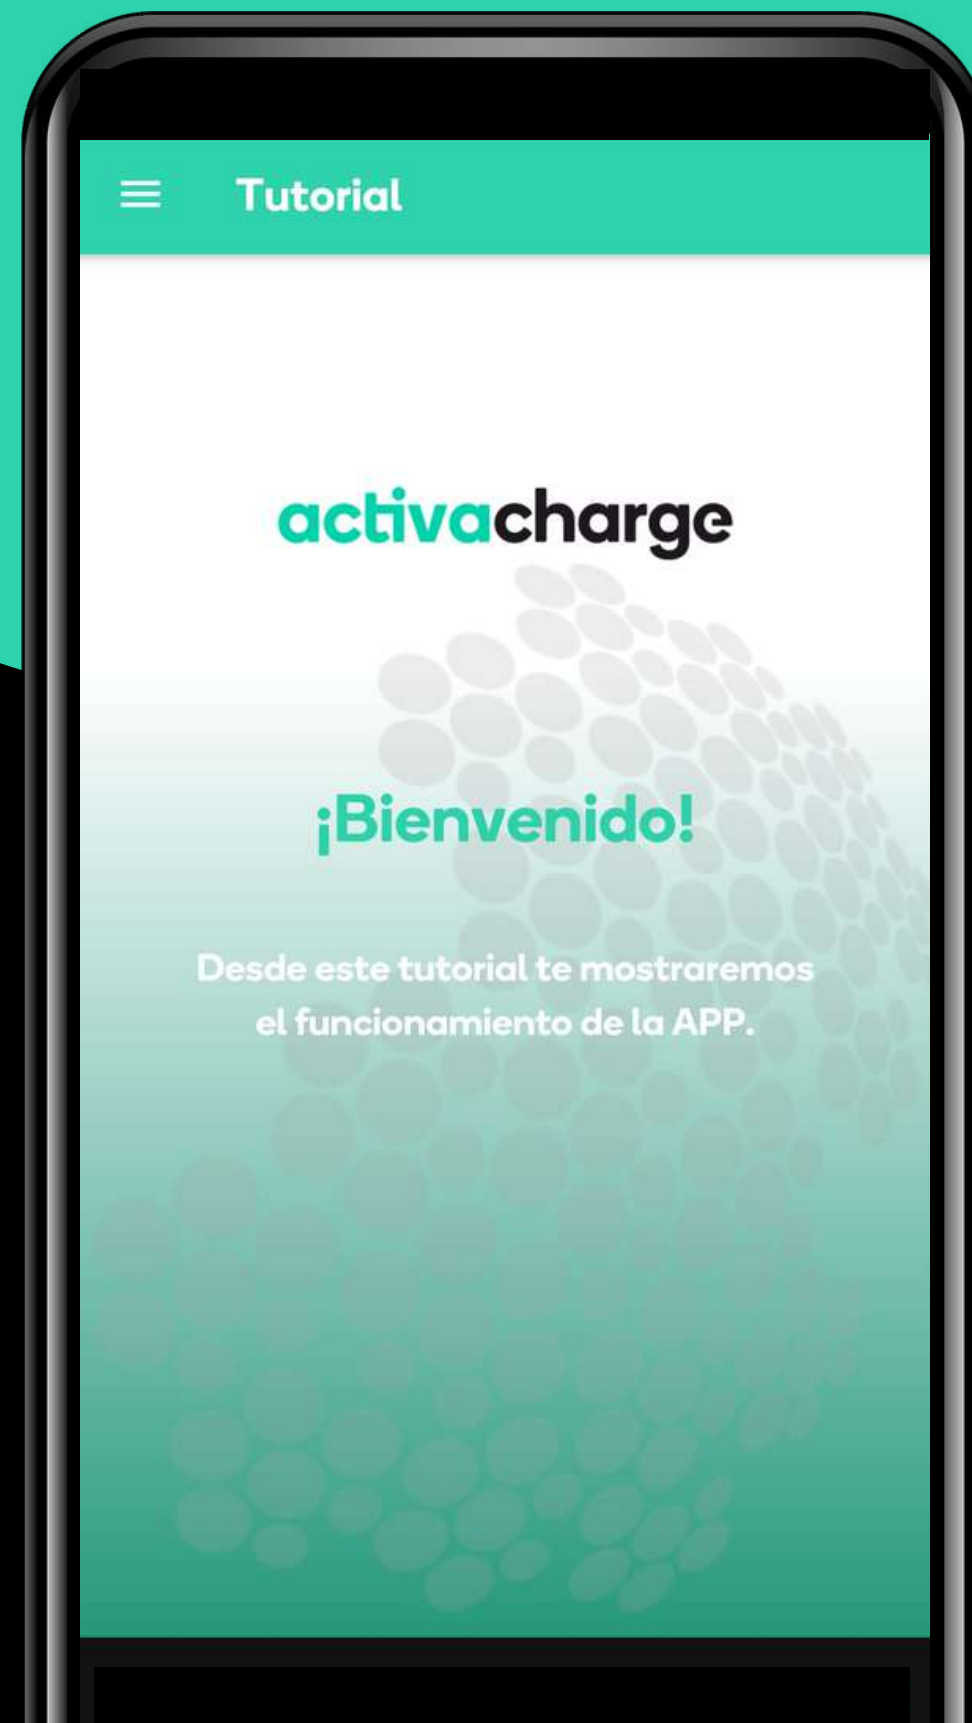 Tutorial
activacharge
¡Bienvenido!
Desde este tutorial te mostraremos
el funcionamiento de la APP.